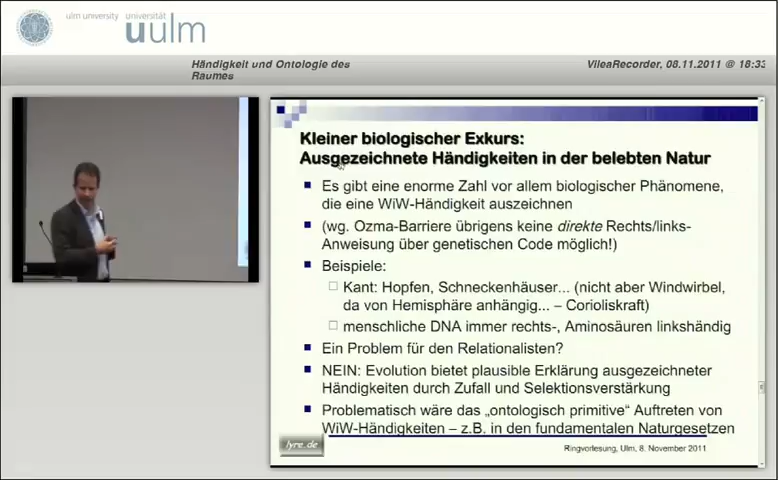 ulm university universität
uulm
Händigkeit und Ontologie des
Raumes
VileaRecorder, 08.11.2011 @ 18:33
Kleiner biologischer Exkurs:
Ausgezeichnete Händigkeiten in der belebten Natur
Es gibt eine enorme Zahl vor allem biologischer Phänomene,
die eine WiW-Händigkeit auszeichnen
(wg. Ozma-Barriere übrigens keine direkte Rechts/links-
Anweisung über genetischen Code möglich!)
Beispiele:
Kant: Hopfen, Schneckenhäuser... (nicht aber Windwirbel,
da von Hemisphäre anhängig... – Corioliskraft)
menschliche DNA immer rechts-, Aminosäuren linkshändig
Ein Problem für den Relationalisten?
NEIN: Evolution bietet plausible Erklärung ausgezeichneter
Händigkeiten durch Zufall und Selektionsverstärkung
Problematisch wäre das „ontologisch primitive“ Auftreten von
WiW-Händigkeiten – z.B. in den fundamentalen Naturgesetzen
lyre.de
Ringvorlesung, Ulm, 8. November 2011